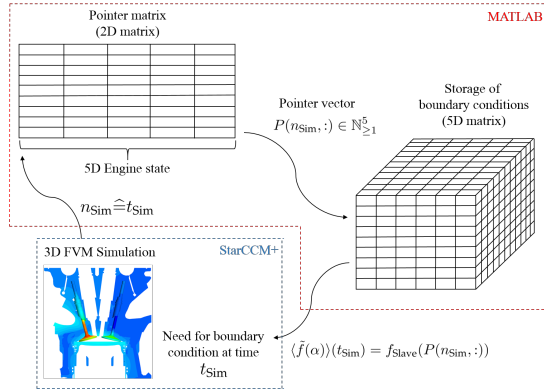 Pointer matrix
(2D matrix)
MATLAB
Storage of
boundary conditions
(5D matrix)
Pointer vector
P(n_Sim, :) ∈ ℕ^5_≥1
5D Engine state
n_Sim ≙ t_Sim
3D FVM Simulation
StarCCM+
Need for boundary
condition at time
t_Sim
⟨f̃(α)⟩(t_Sim) = f_Slave(P(n_Sim, :))